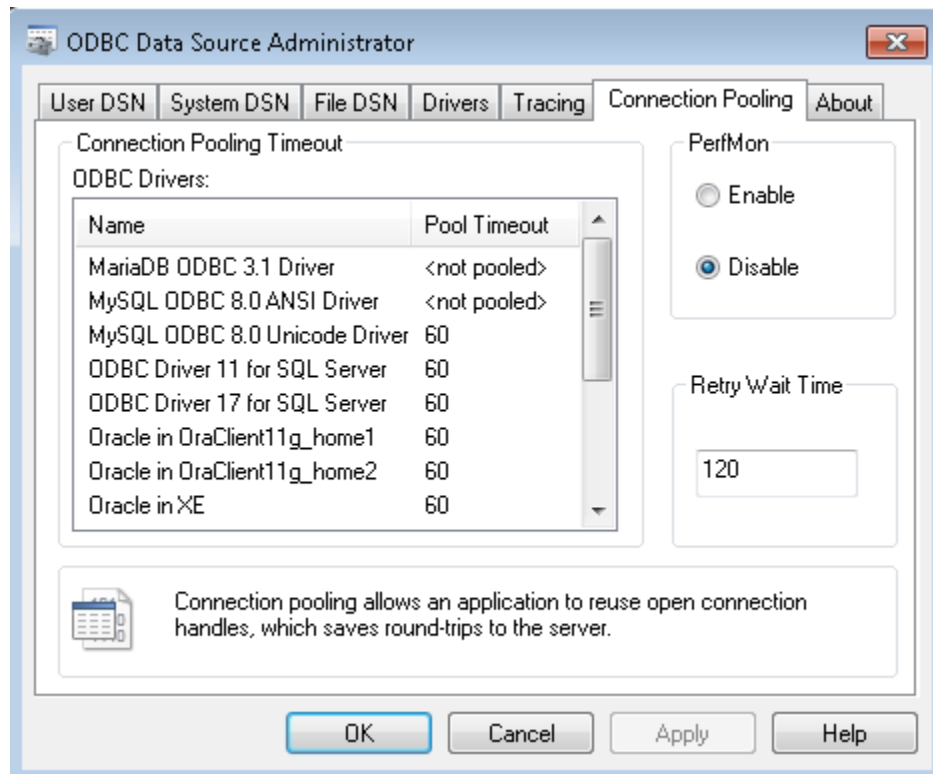 ODBC Data Source Administrator
User DSN System DSN File DSN Drivers Tracing Connection Pooling About
Connection Pooling Timeout
ODBC Drivers:
Name Pool Timeout
MariaDB ODBC 3.1 Driver <not pooled>
MySQL ODBC 8.0 ANSI Driver <not pooled>
MySQL ODBC 8.0 Unicode Driver 60
ODBC Driver 11 for SQL Server 60
ODBC Driver 17 for SQL Server 60
Oracle in OraClient11g_home1 60
Oracle in OraClient11g_home2 60
Oracle in XE 60
PerfMon
Enable
Disable
Retry Wait Time
120
Connection pooling allows an application to reuse open connection
handles, which saves round-trips to the server.
OK Cancel Apply Help